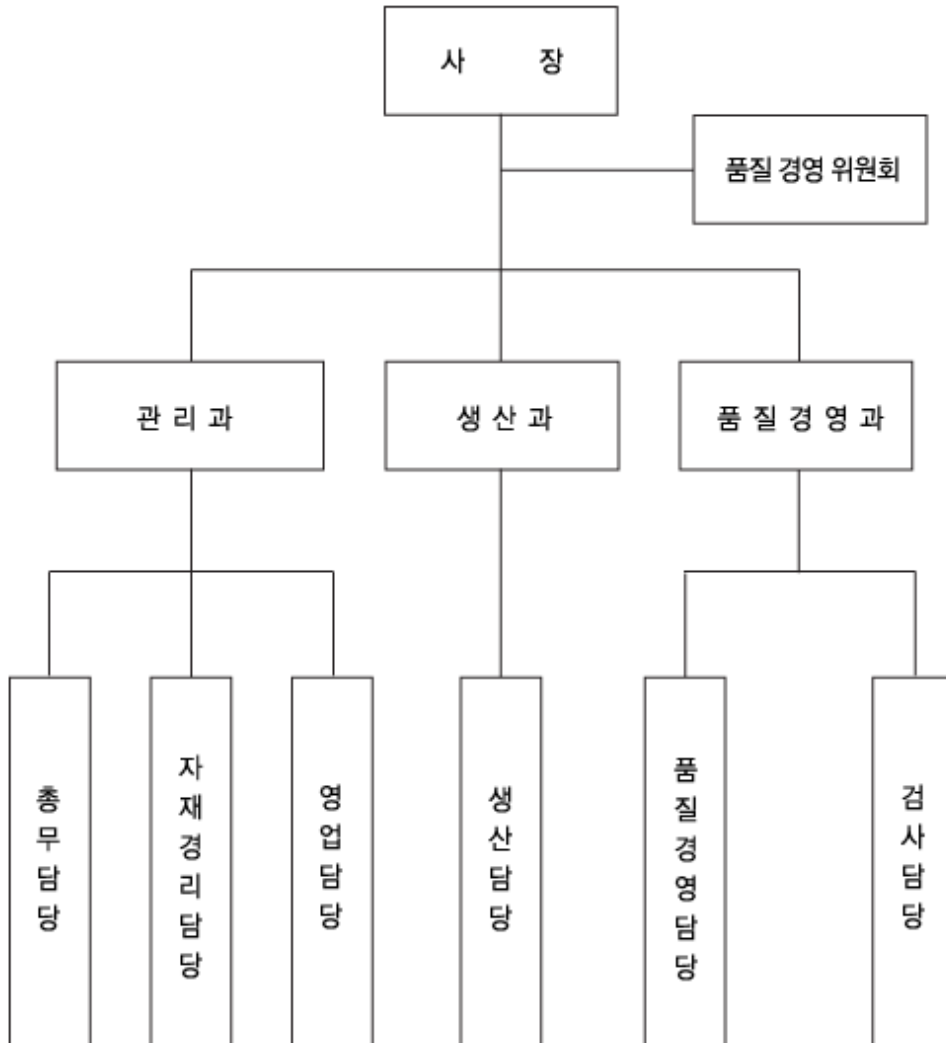 사 장
품질 경영 위원회
관 리 과
생 산 과
품 질 경 영 과
총무담당
자재경리담당
영업담당
생산담당
품질경영담당
검사담당